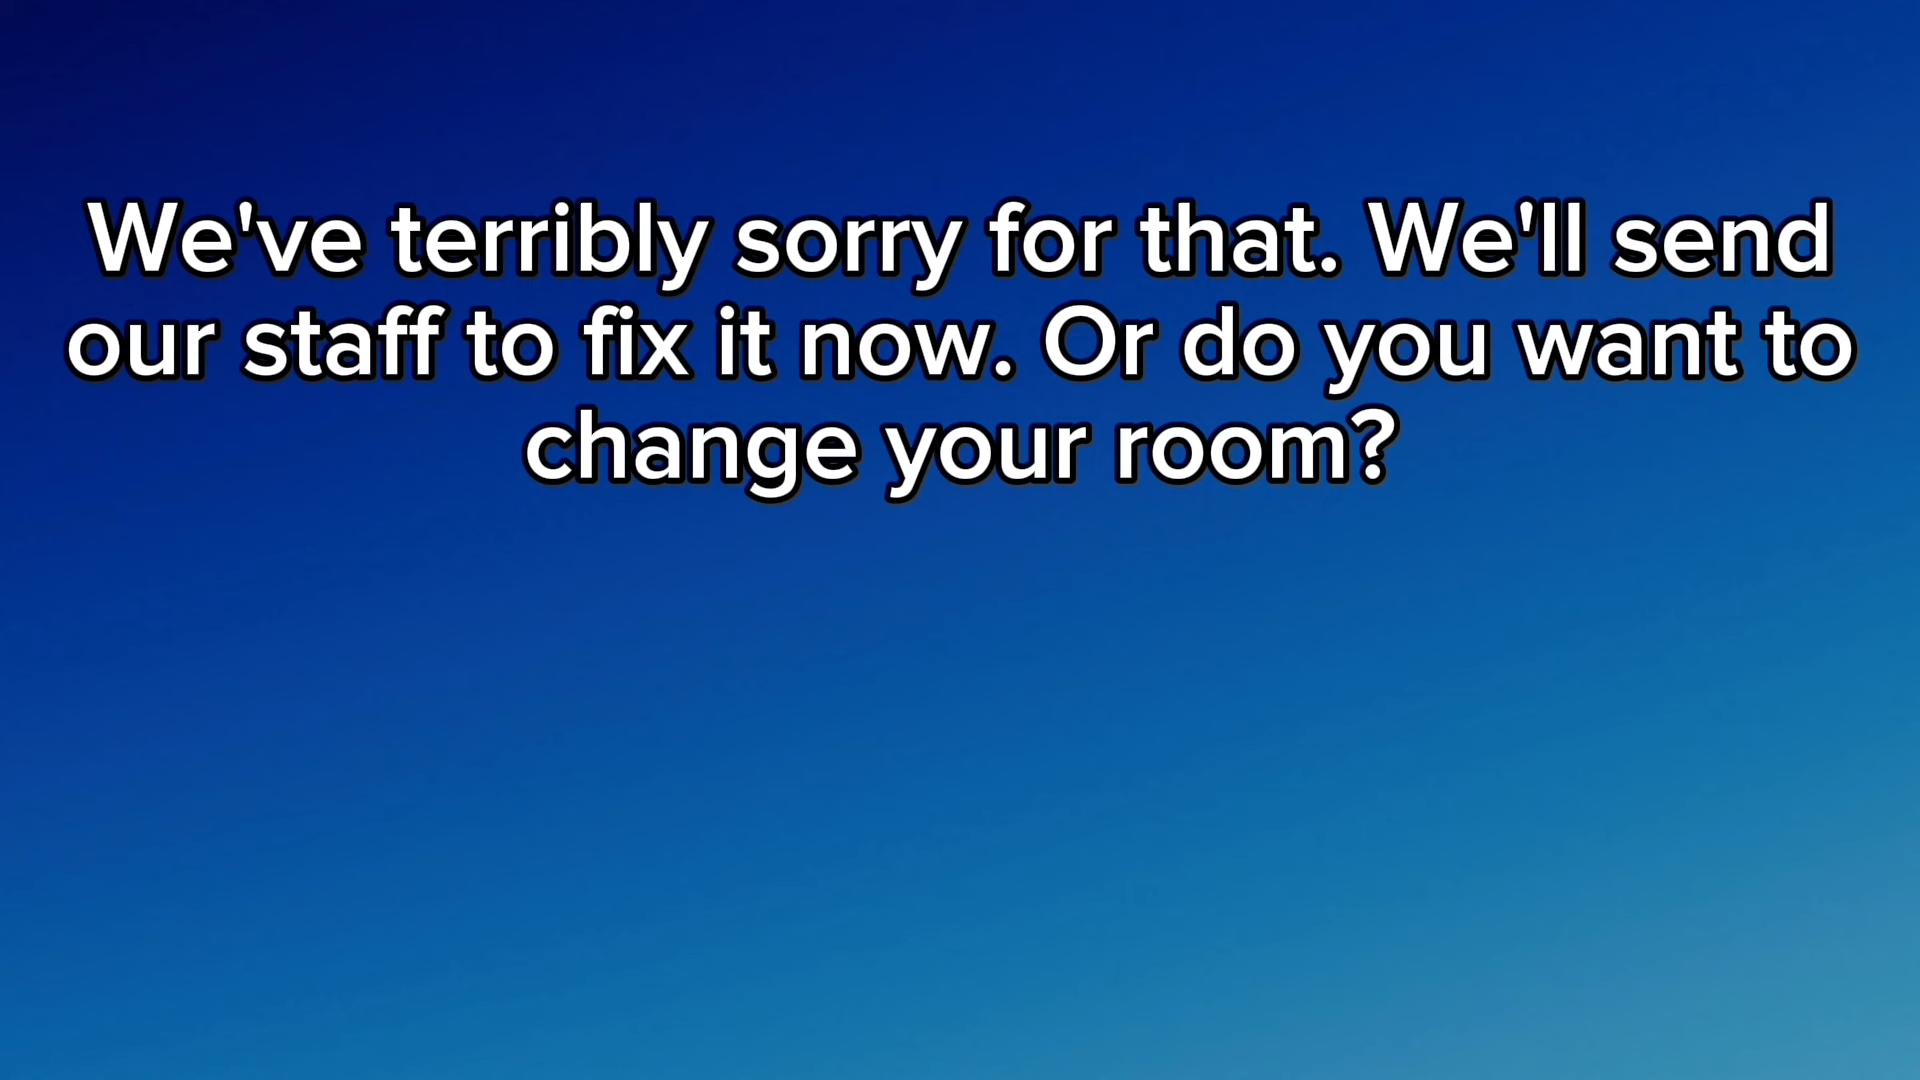 We've terribly sorry for that. We'll send
our staff to fix it now. Or do you want to
change your room?